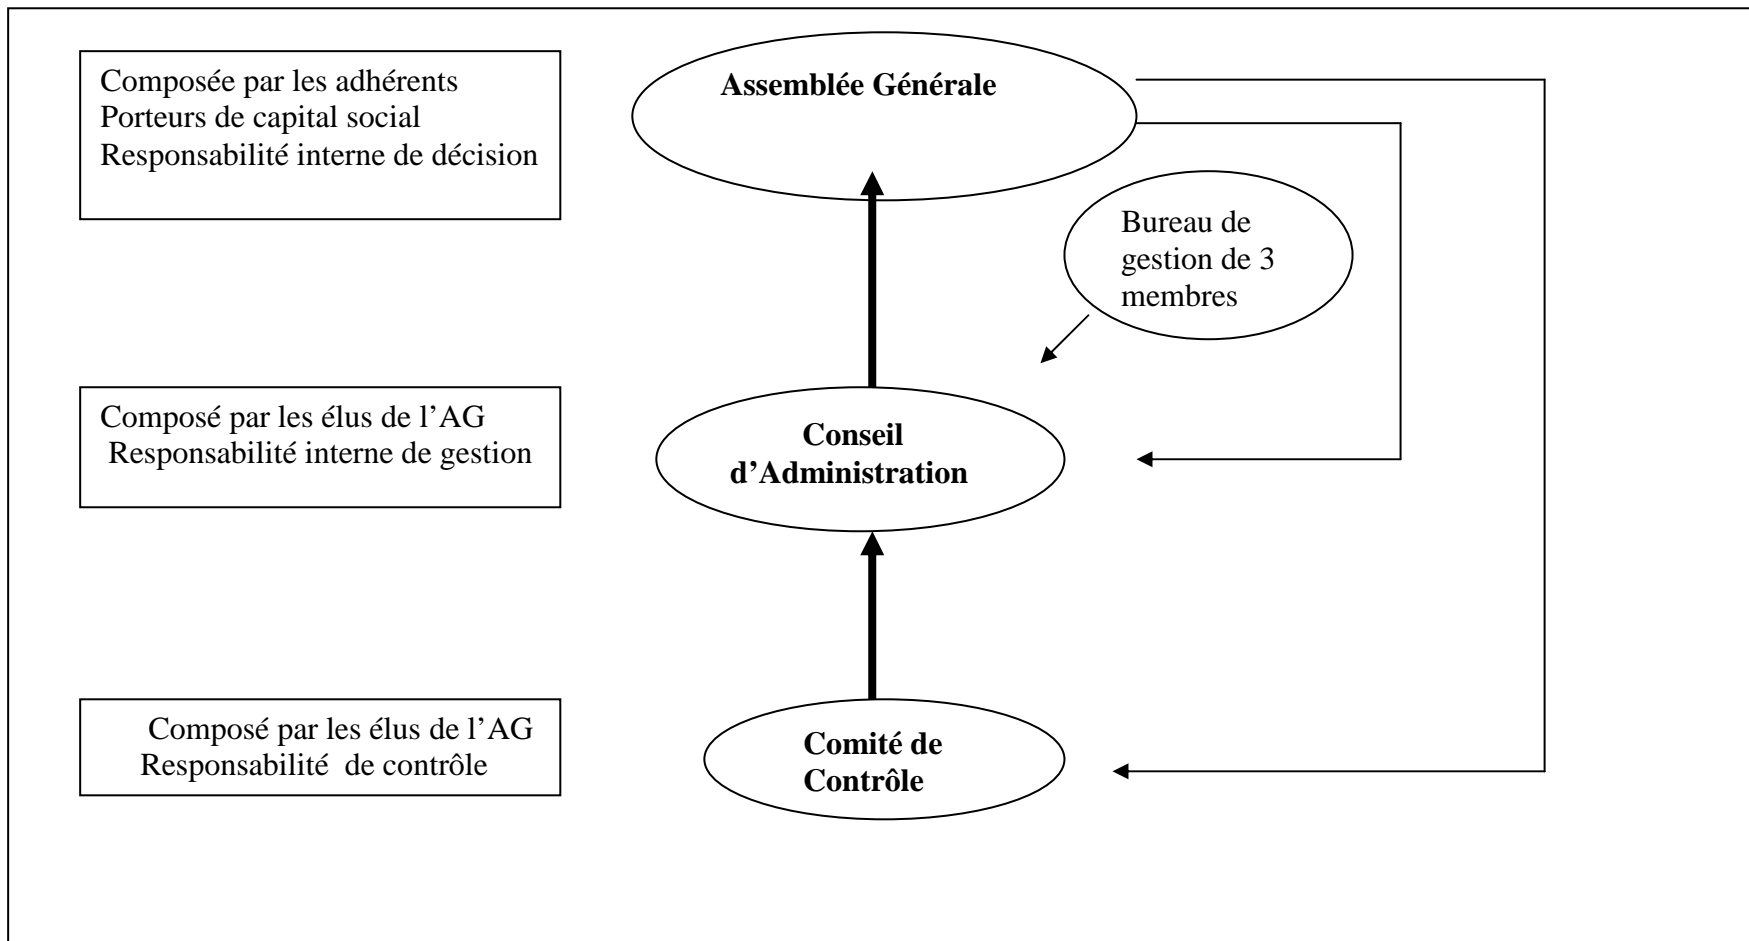 Composée par les adhérents
Porteurs de capital social
Responsabilité interne de décision
Assemblée Générale
Bureau de
gestion de 3
membres
Composé par les élus de l’AG
Responsabilité interne de gestion
Conseil
d’Administration
Composé par les élus de l’AG
Responsabilité  de contrôle
Comité de
Contrôle